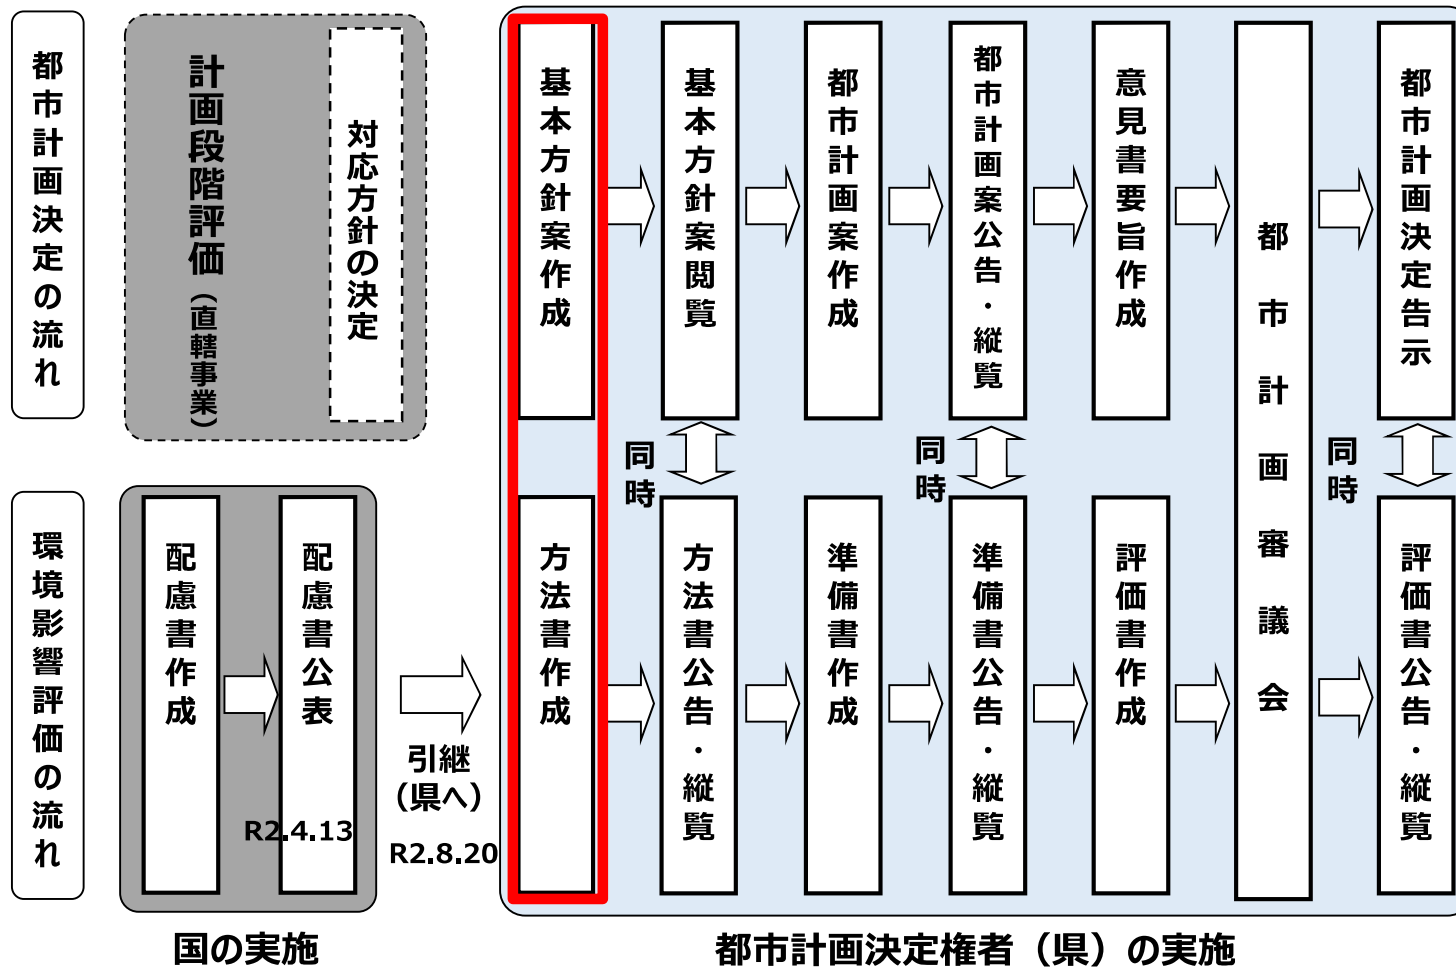 都市計画決定の流れ
計画段階評価（直轄事業）
対応方針の決定
基本方針案作成
基本方針案閲覧
都市計画案作成
都市計画案公告・縦覧
意見書要旨作成
都市計画審議会
都市計画決定告示
同時
同時
同時
環境影響評価の流れ
配慮書作成
配慮書公表
R2.4.13
引継
（県へ）
R2.8.20
方法書作成
方法書公告・縦覧
準備書作成
準備書公告・縦覧
評価書作成
評価書公告・縦覧
国の実施
都市計画決定権者（県）の実施